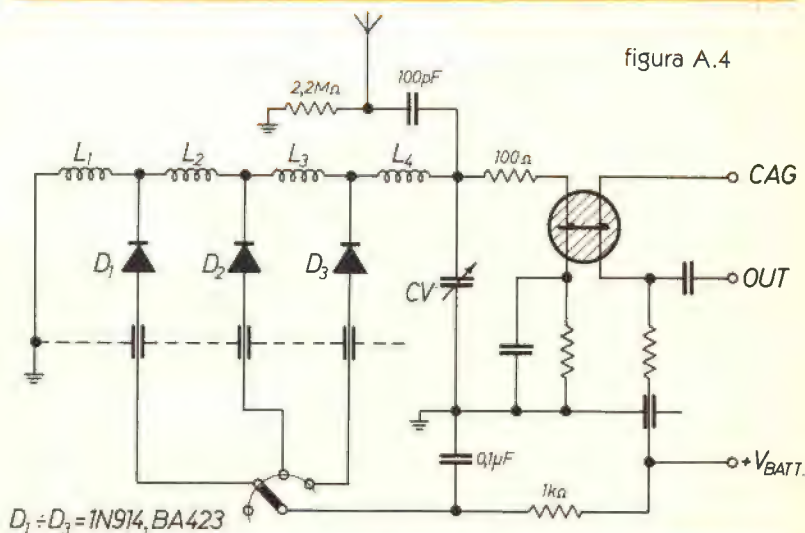 figura A.4
100pF
2,2MΩ
L1
L2
L3
L4
100Ω
CAG
D1
D2
D3
CV
OUT
0,1µF
+VBATT.
1kΩ
D1÷D3=1N914, BA423